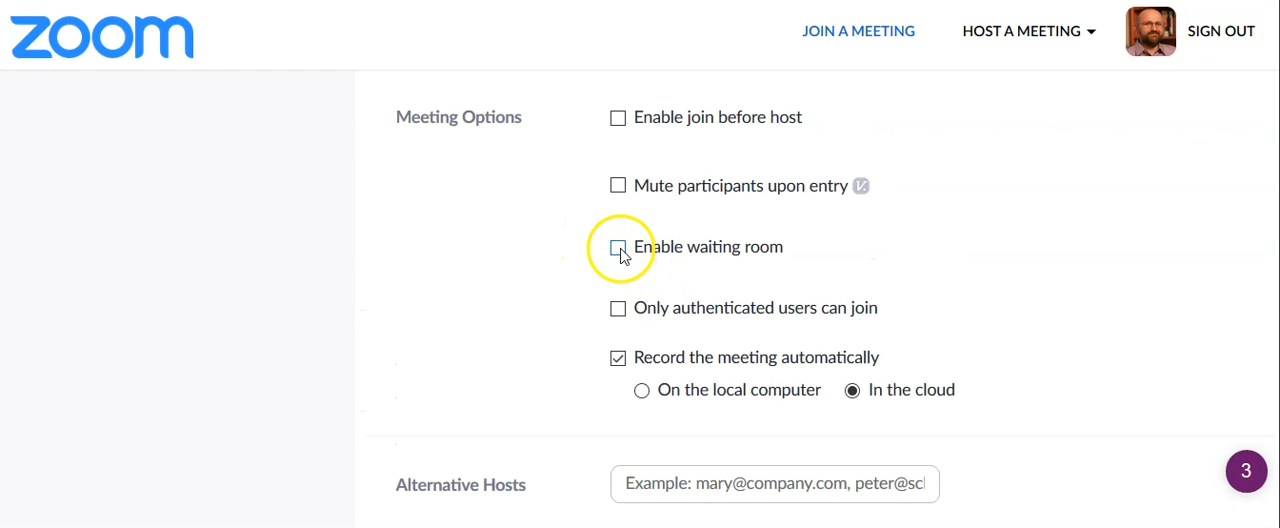 zoom
JOIN A MEETING
HOST A MEETING
SIGN OUT
Meeting Options
Enable join before host
Mute participants upon entry
Enable waiting room
Only authenticated users can join
Record the meeting automatically
On the local computer
In the cloud
Alternative Hosts
Example: mary@company.com, peter@scl
3